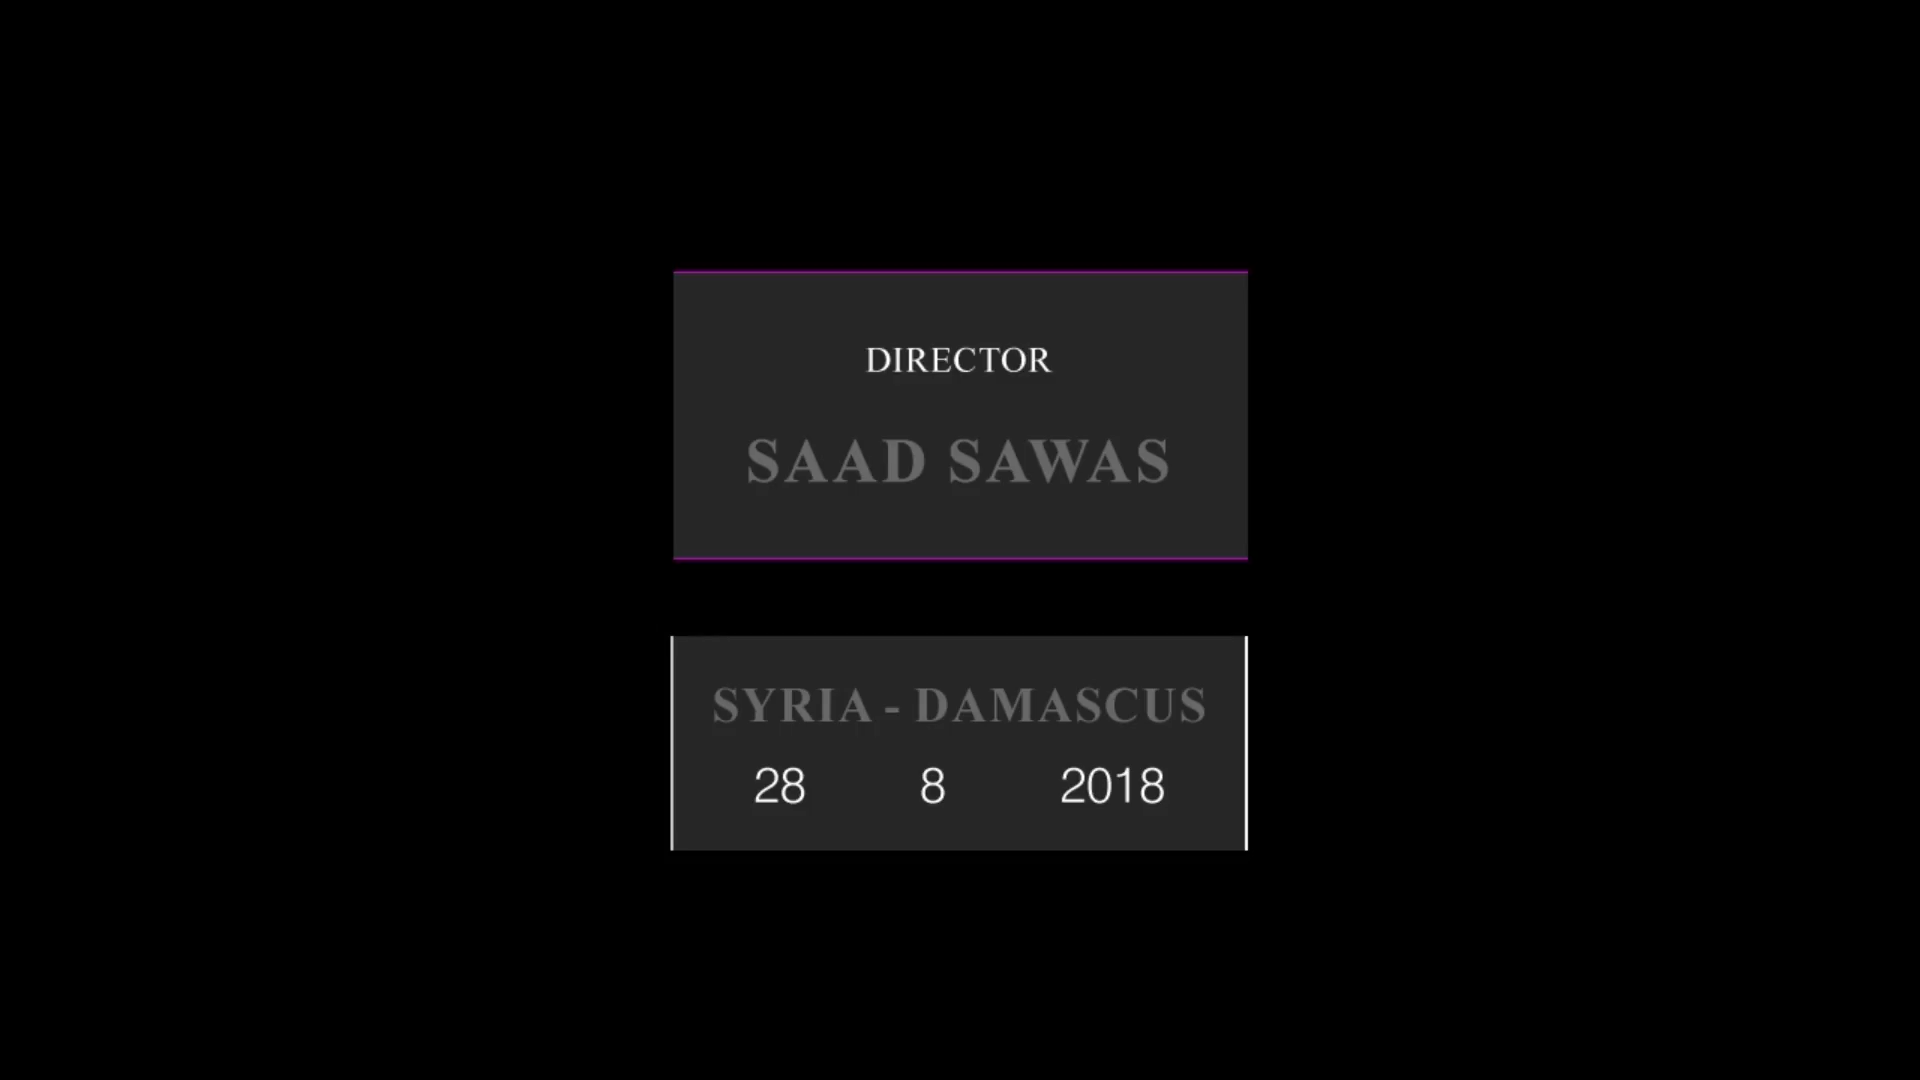 DIRECTOR
SAAD SAWAS
SYRIA - DAMASCUS
28 8 2018